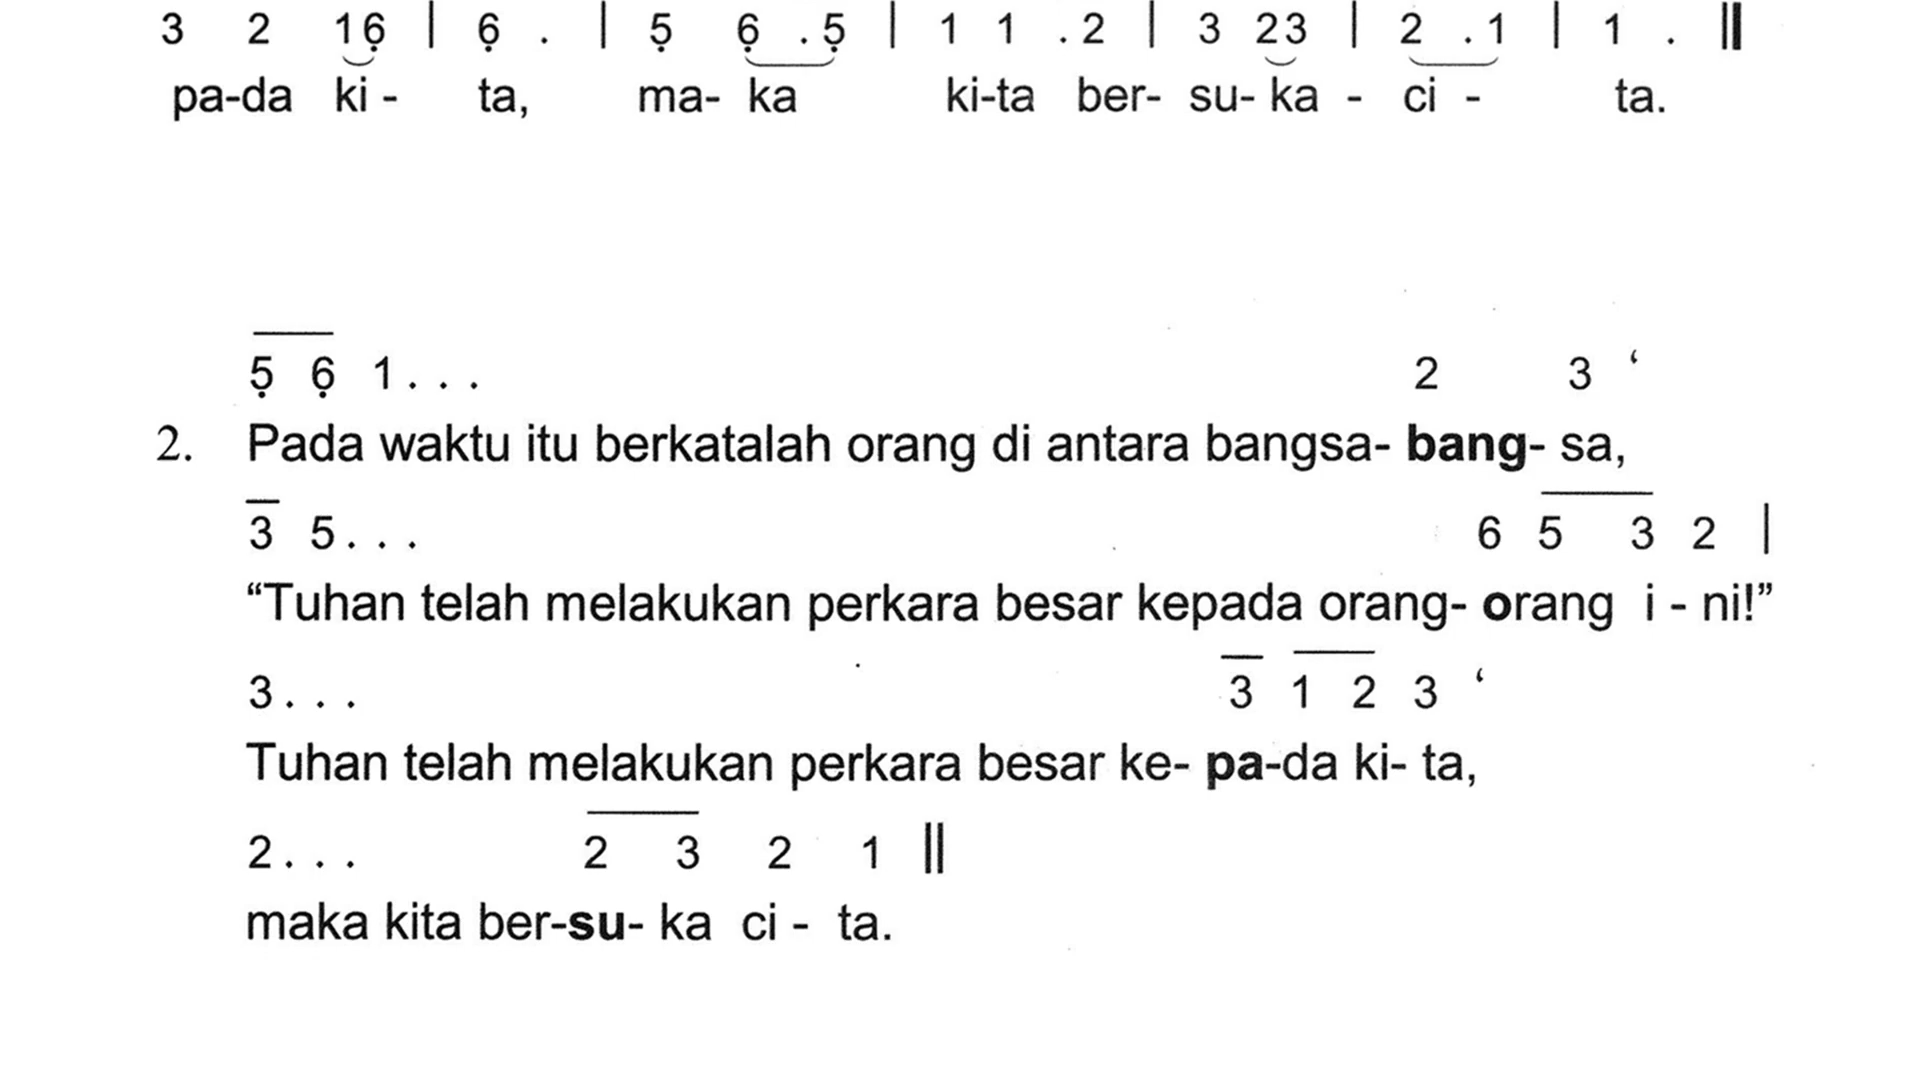 3 2 16̣ | 6̣ . | 5̣ 6̣ . 5̣ | 1 1 . 2 | 3 23 | 2 . 1 | 1 . ‖
pa-da ki - ta, ma- ka ki-ta ber- su- ka - ci - ta.
5̣ 6̣ 1 . . . 2 3 ‘
2. Pada waktu itu berkatalah orang di antara bangsa- bang- sa,
3 5 . . . 6 5 3 2 |
“Tuhan telah melakukan perkara besar kepada orang- orang i - ni!”
3 . . . 3 1 2 3 ‘
Tuhan telah melakukan perkara besar ke- pa-da ki- ta,
2 . . . 2 3 2 1 ‖
maka kita ber-su- ka ci - ta.